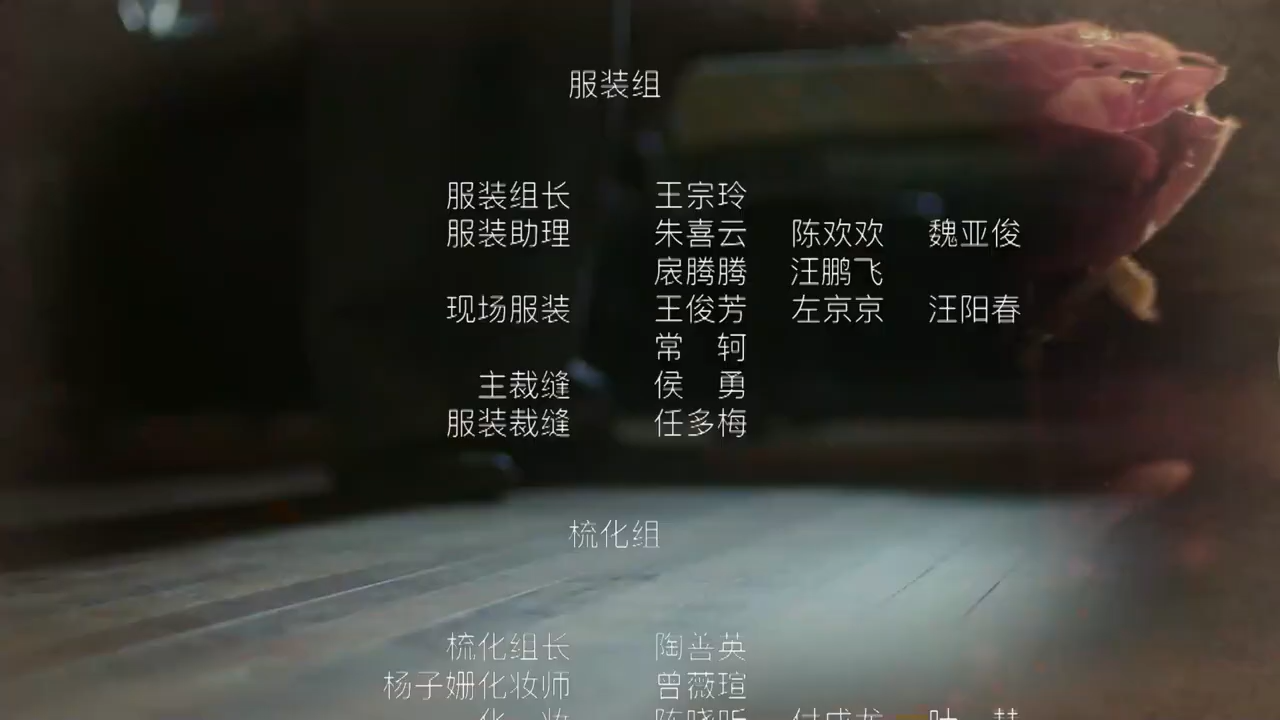 服装组
服装组长 王宗玲
服装助理 朱喜云 陈欢欢 魏亚俊
扆腾腾 汪鹏飞
现场服装 王俊芳 左京京 汪阳春
常 轲
主裁缝 侯 勇
服装裁缝 任多梅
梳化组
梳化组长 陶善英
杨子姗化妆师 曾薇瑄
化 妆